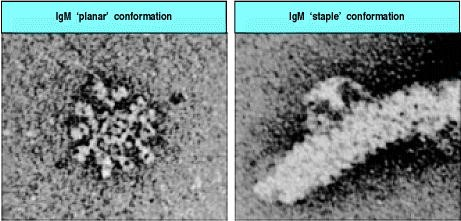 IgM 'planar' conformation
IgM 'staple' conformation